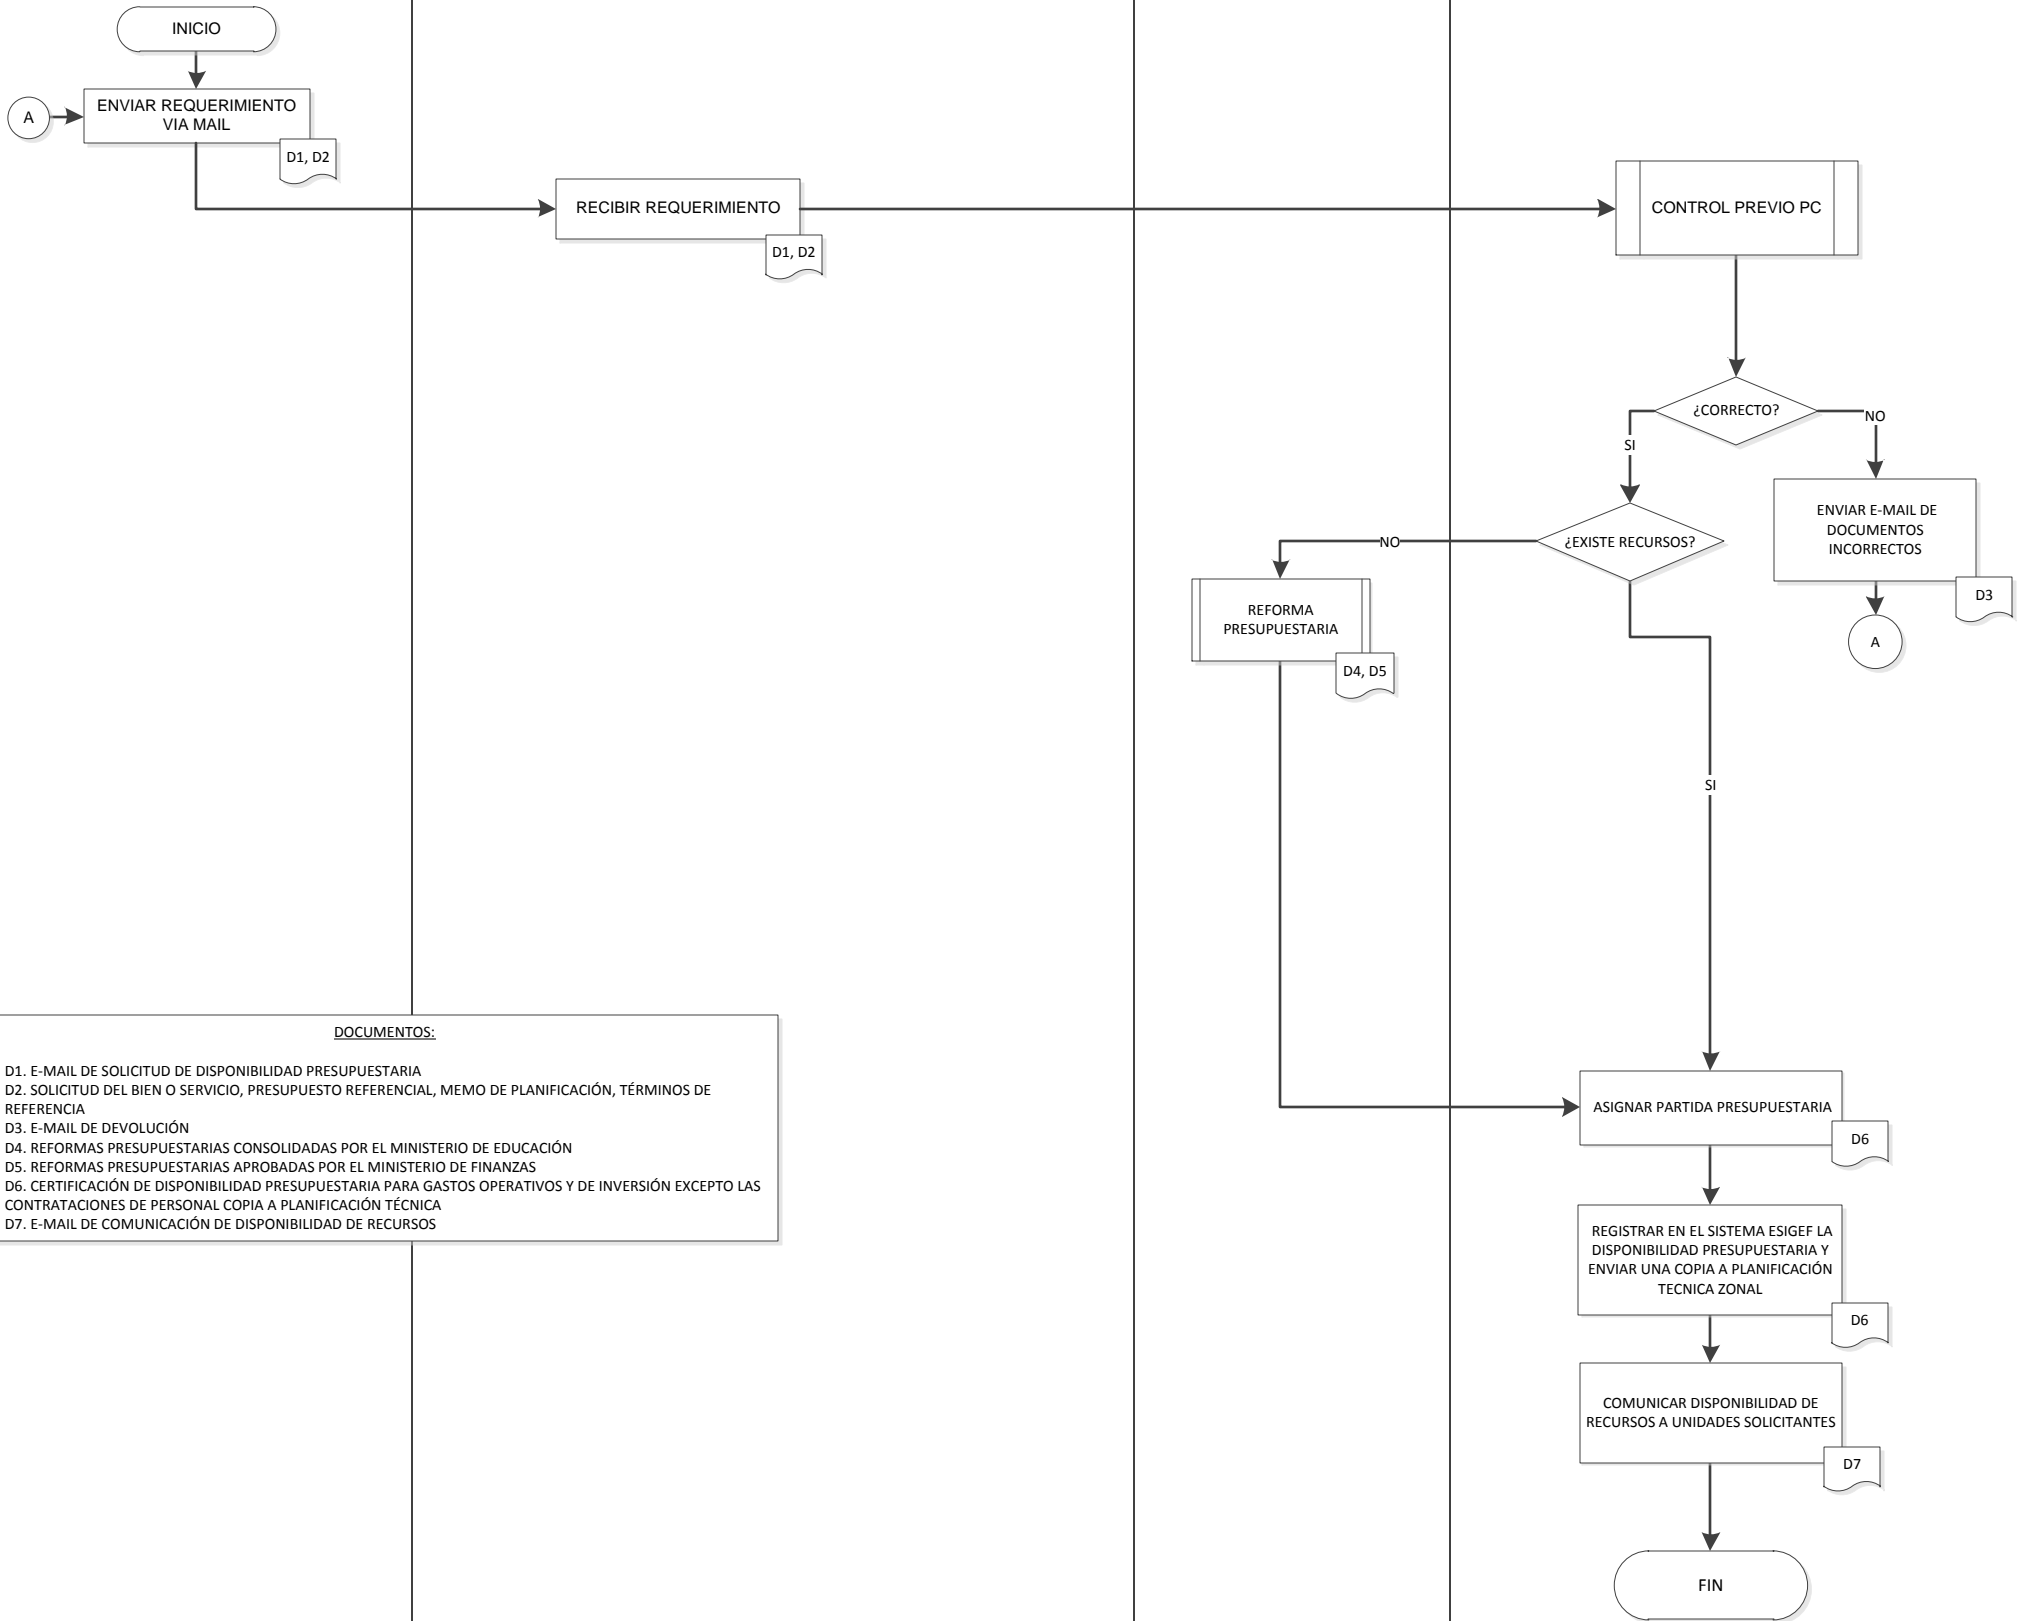 INICIO
A
ENVIAR REQUERIMIENTO
VIA MAIL
D1, D2
RECIBIR REQUERIMIENTO
D1, D2
CONTROL PREVIO PC
¿CORRECTO?
NO
SI
ENVIAR E-MAIL DE
DOCUMENTOS
INCORRECTOS
D3
A
¿EXISTE RECURSOS?
NO
REFORMA
PRESUPUESTARIA
D4, D5
SI
DOCUMENTOS:
D1. E-MAIL DE SOLICITUD DE DISPONIBILIDAD PRESUPUESTARIA
D2. SOLICITUD DEL BIEN O SERVICIO, PRESUPUESTO REFERENCIAL, MEMO DE PLANIFICACIÓN, TÉRMINOS DE
REFERENCIA
D3. E-MAIL DE DEVOLUCIÓN
D4. REFORMAS PRESUPUESTARIAS CONSOLIDADAS POR EL MINISTERIO DE EDUCACIÓN
D5. REFORMAS PRESUPUESTARIAS APROBADAS POR EL MINISTERIO DE FINANZAS
D6. CERTIFICACIÓN DE DISPONIBILIDAD PRESUPUESTARIA PARA GASTOS OPERATIVOS Y DE INVERSIÓN EXCEPTO LAS
CONTRATACIONES DE PERSONAL COPIA A PLANIFICACIÓN TÉCNICA
D7. E-MAIL DE COMUNICACIÓN DE DISPONIBILIDAD DE RECURSOS
ASIGNAR PARTIDA PRESUPUESTARIA
D6
REGISTRAR EN EL SISTEMA ESIGEF LA
DISPONIBILIDAD PRESUPUESTARIA Y
ENVIAR UNA COPIA A PLANIFICACIÓN
TECNICA ZONAL
D6
COMUNICAR DISPONIBILIDAD DE
RECURSOS A UNIDADES SOLICITANTES
D7
FIN